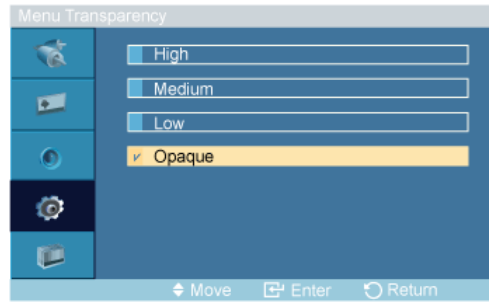 Menu Transparency
High
Medium
Low
Opaque
Move Enter Return